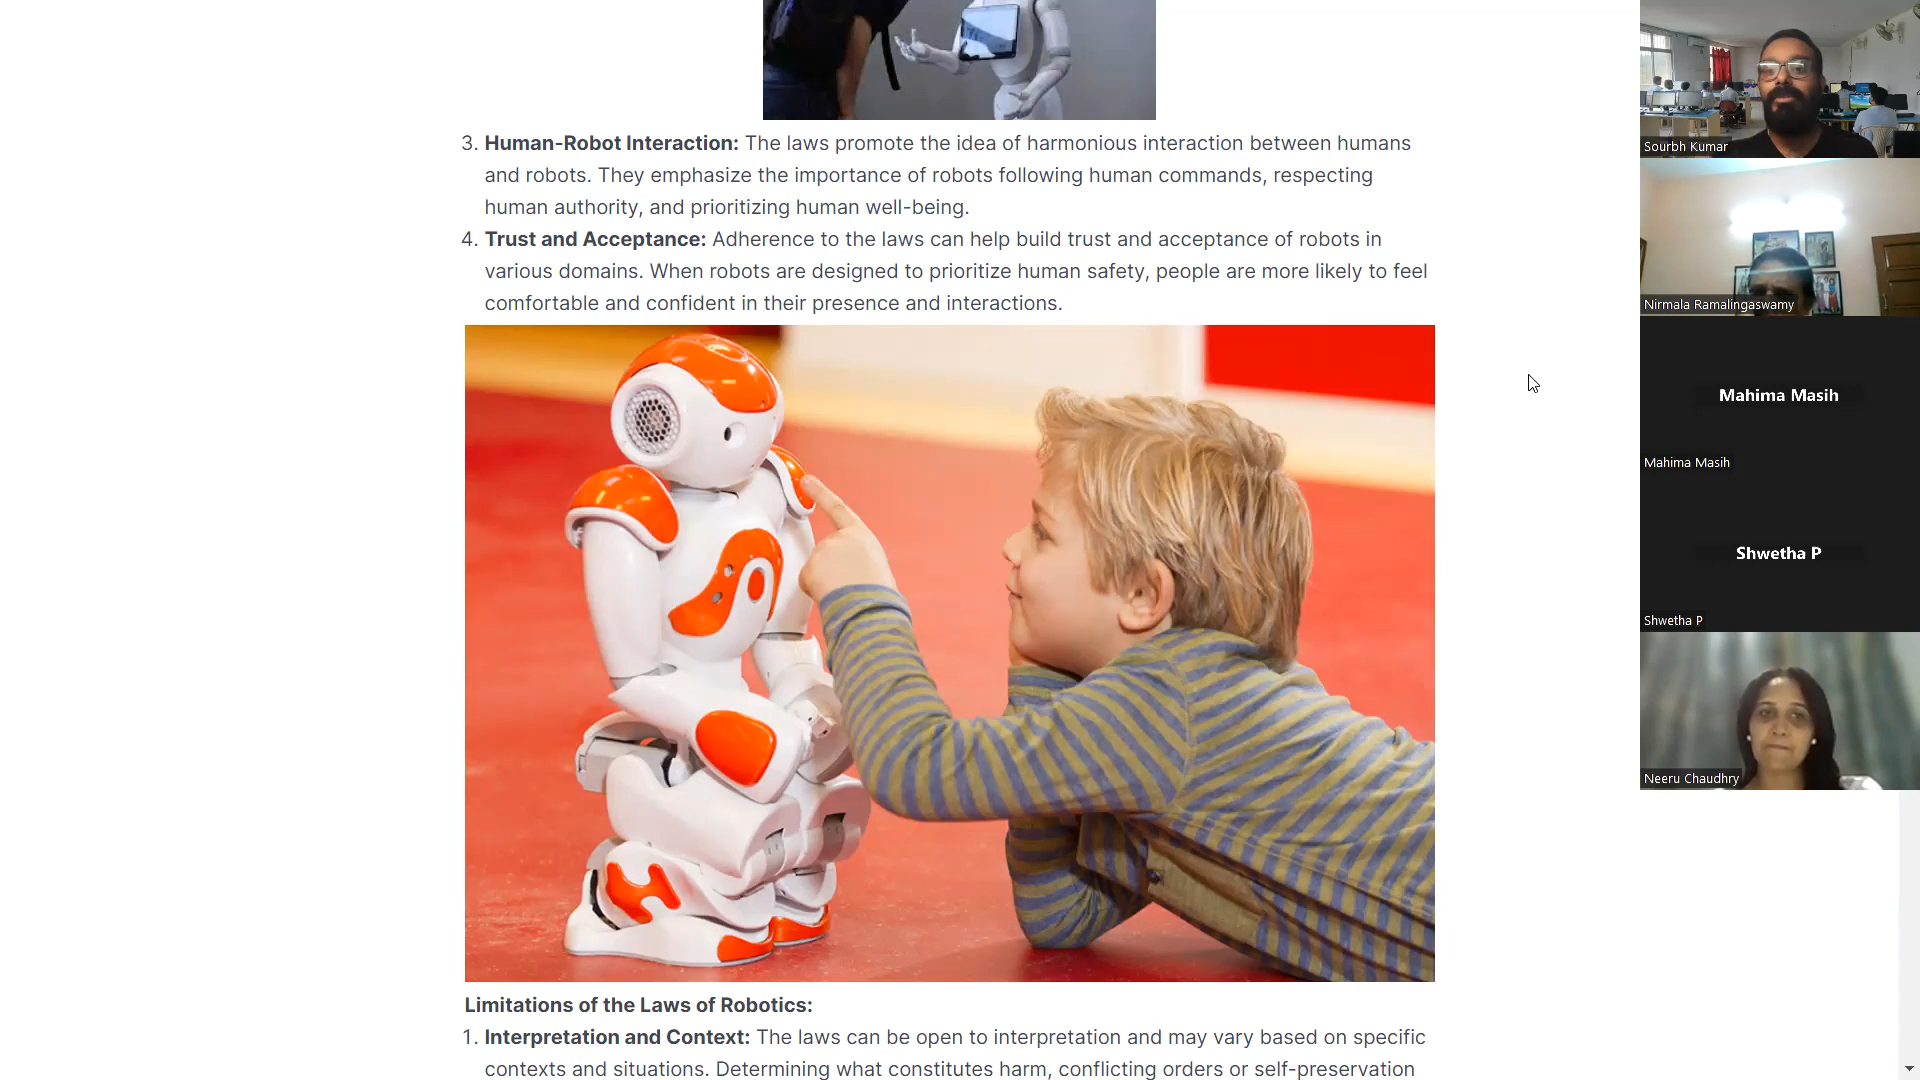 3. Human-Robot Interaction: The laws promote the idea of harmonious interaction between humans
and robots. They emphasize the importance of robots following human commands, respecting
human authority, and prioritizing human well-being.
4. Trust and Acceptance: Adherence to the laws can help build trust and acceptance of robots in
various domains. When robots are designed to prioritize human safety, people are more likely to feel
comfortable and confident in their presence and interactions.
Limitations of the Laws of Robotics:
1. Interpretation and Context: The laws can be open to interpretation and may vary based on specific
contexts and situations. Determining what constitutes harm, conflicting orders or self-preservation
Sourbh Kumar
Nirmala Ramalingaswamy
Mahima Masih
Mahima Masih
Shwetha P
Shwetha P
Neeru Chaudhry